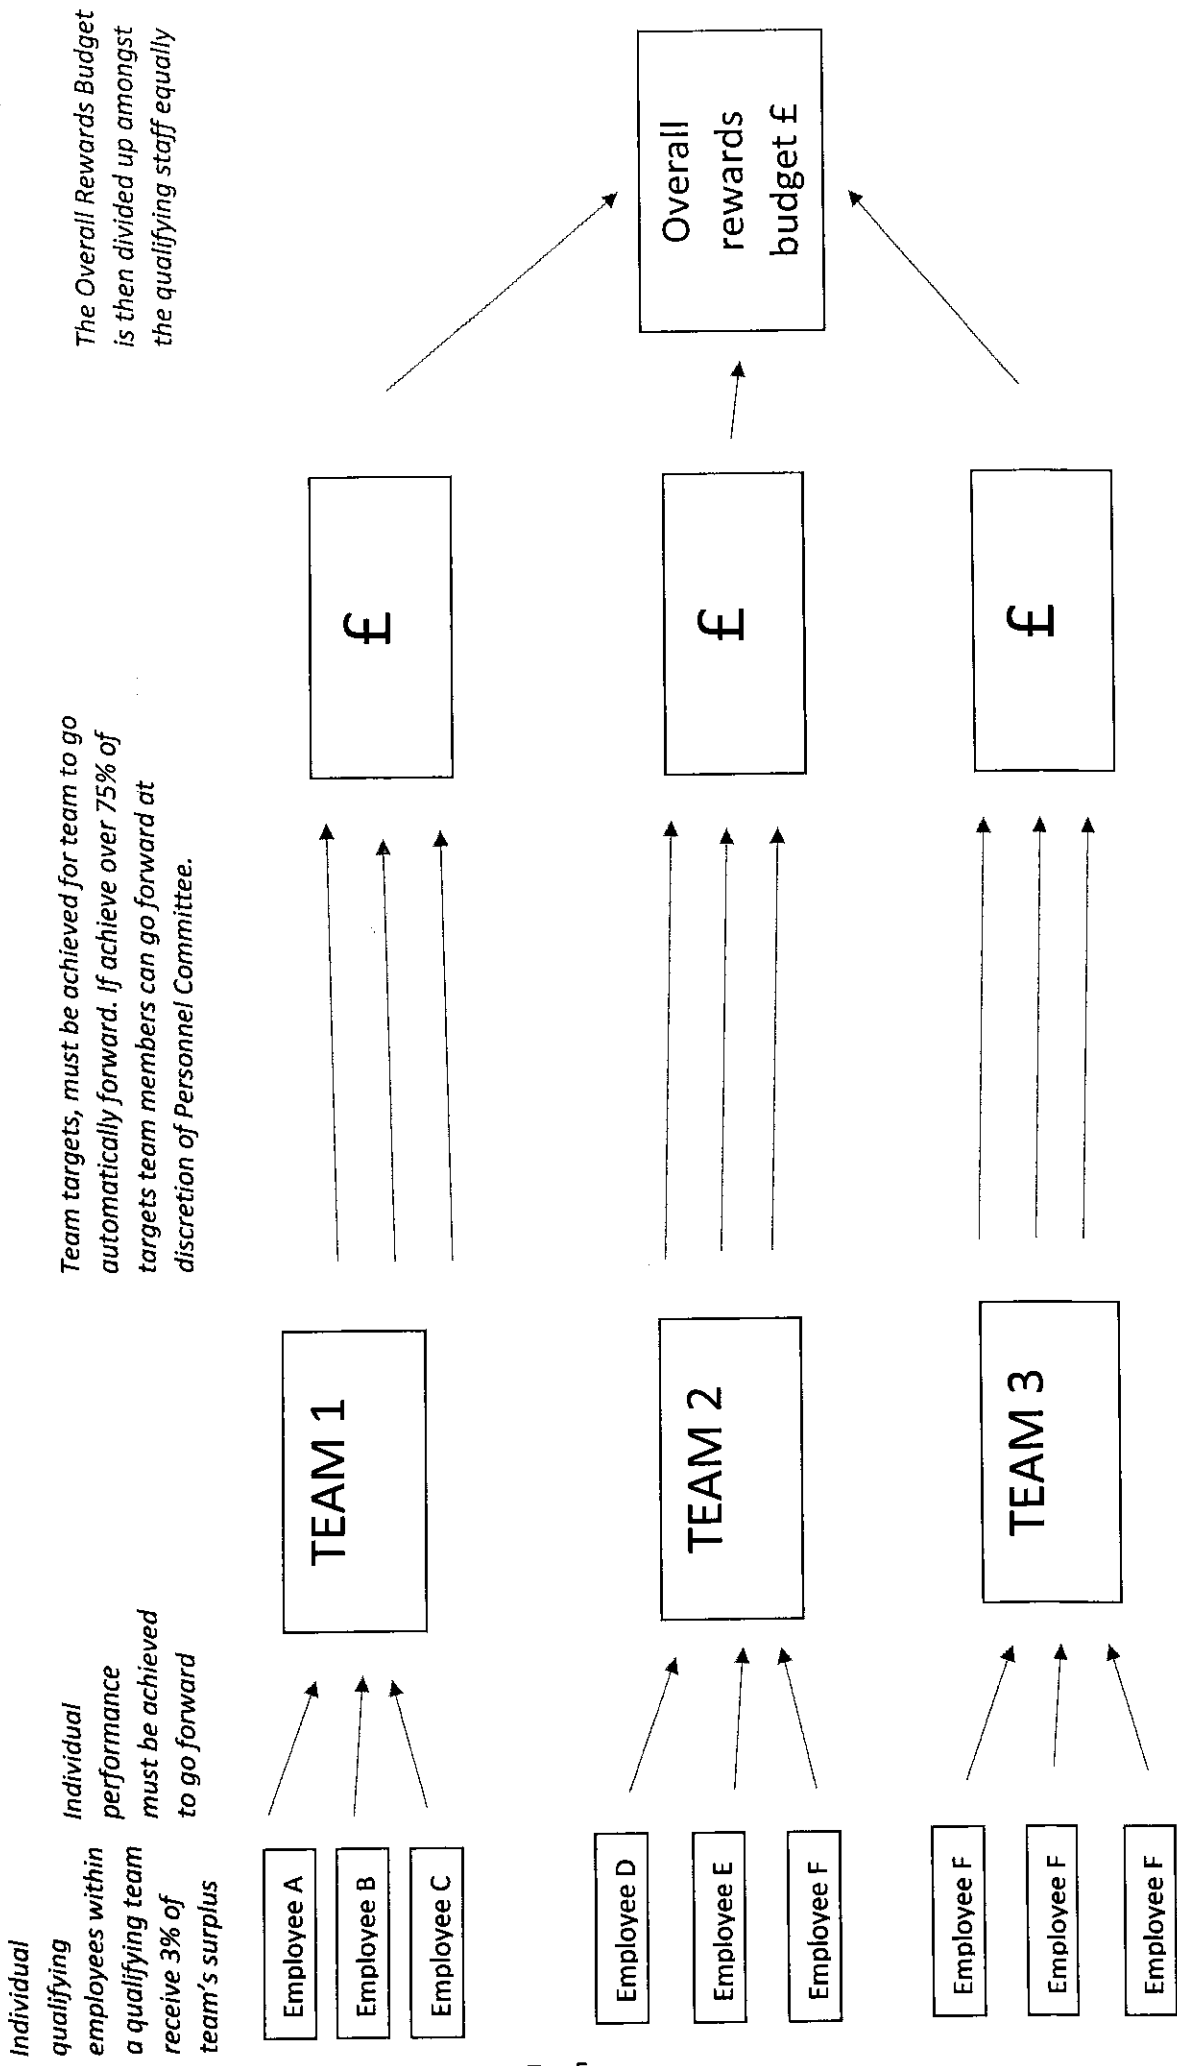 Individual
qualifying
employees within
a qualifying team
receive 3% of
team's surplus
Individual
performance
must be achieved
to go forward
Team targets, must be achieved for team to go
automatically forward. If achieve over 75% of
targets team members can go forward at
discretion of Personnel Committee.
The Overall Rewards Budget
is then divided up amongst
the qualifying staff equally
Employee A
Employee B
Employee C
TEAM 1
£
Employee D
Employee E
Employee F
TEAM 2
£
Overall
rewards
budget £
Employee F
Employee F
Employee F
TEAM 3
£